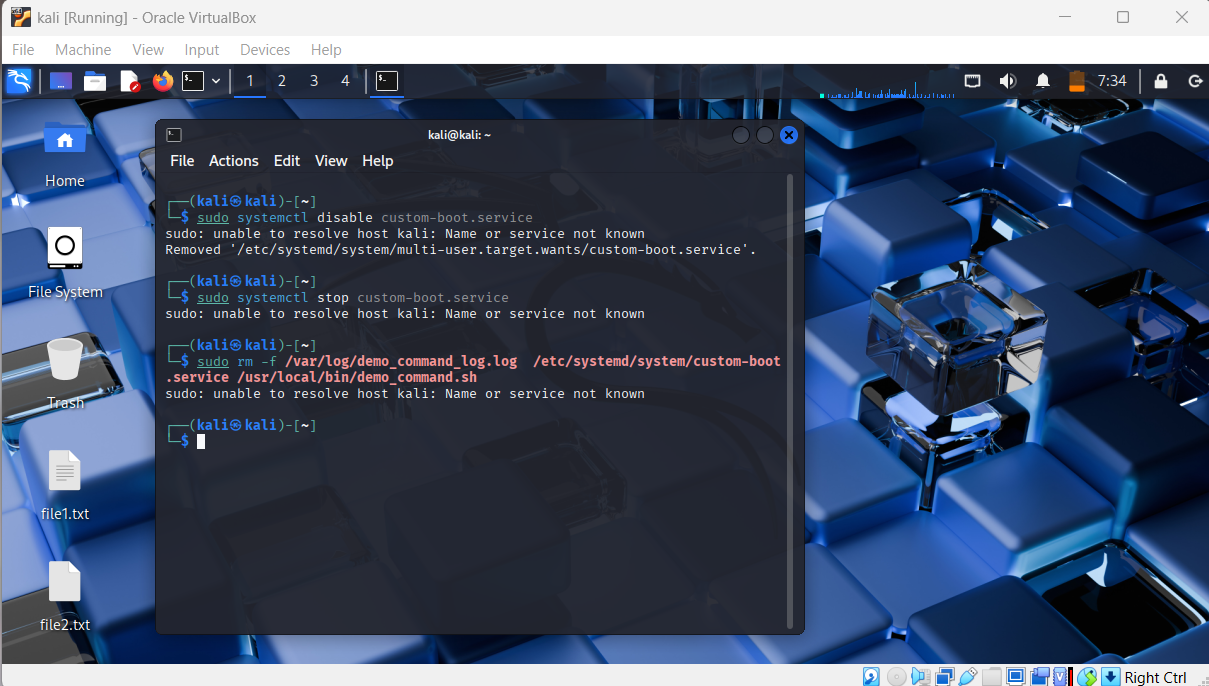 kali [Running] - Oracle VirtualBox
File Machine View Input Devices Help
1 2 3 4 7:34
kali@kali: ~
File Actions Edit View Help
Home
File System
Trash
file1.txt
file2.txt
┌──(kali㉿kali)-[~]
└─$ sudo systemctl disable custom-boot.service
sudo: unable to resolve host kali: Name or service not known
Removed '/etc/systemd/system/multi-user.target.wants/custom-boot.service'.
┌──(kali㉿kali)-[~]
└─$ sudo systemctl stop custom-boot.service
sudo: unable to resolve host kali: Name or service not known
┌──(kali㉿kali)-[~]
└─$ sudo rm -f /var/log/demo_command_log.log  /etc/systemd/system/custom-boot
.service /usr/local/bin/demo_command.sh
sudo: unable to resolve host kali: Name or service not known
┌──(kali㉿kali)-[~]
└─$
Right Ctrl